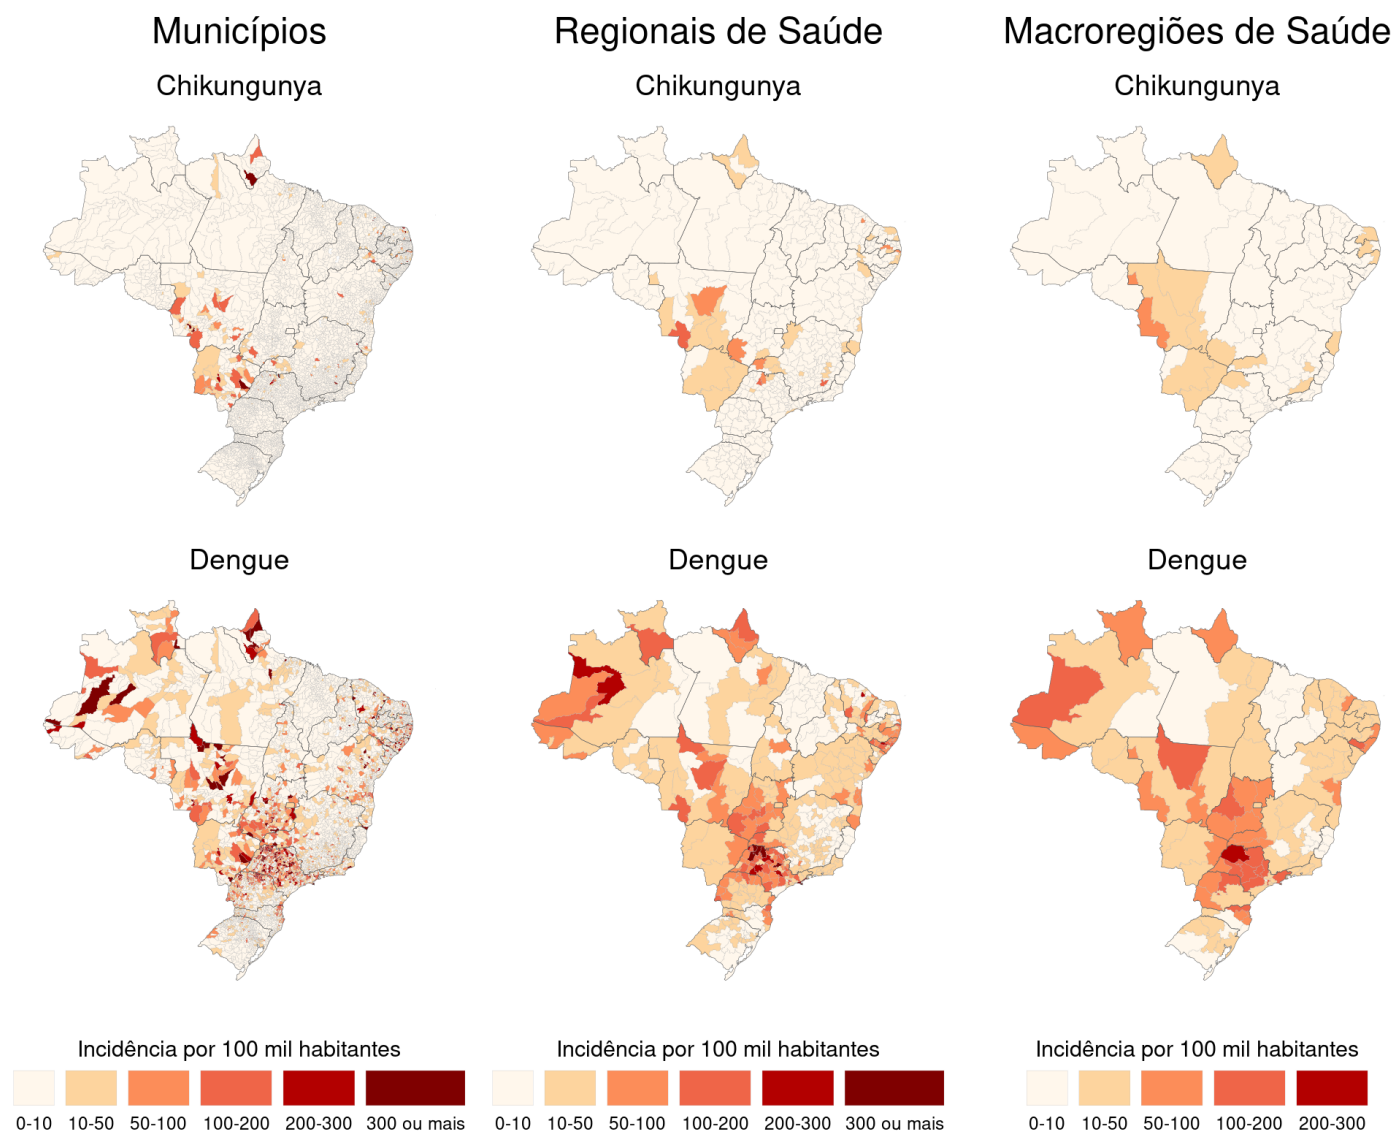 Municípios
Regionais de Saúde
Macroregiões de Saúde
Chikungunya
Chikungunya
Chikungunya
Dengue
Dengue
Dengue
Incidência por 100 mil habitantes
Incidência por 100 mil habitantes
Incidência por 100 mil habitantes
0-10 10-50 50-100 100-200 200-300 300 ou mais
0-10 10-50 50-100 100-200 200-300 300 ou mais
0-10 10-50 50-100 100-200 200-300